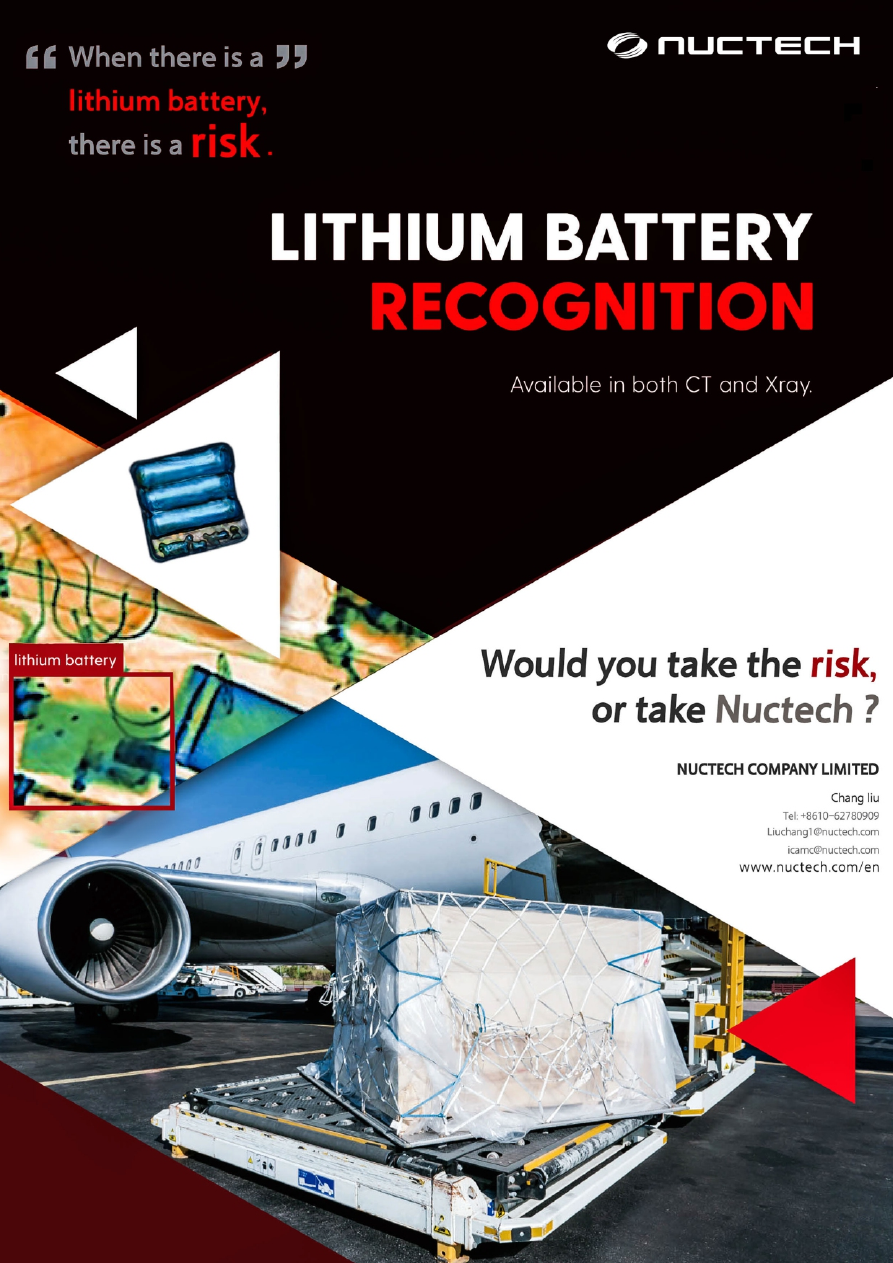 “ When there is a ”
lithium battery,
there is a risk .
NUCTECH
LITHIUM BATTERY
RECOGNITION
Available in both CT and Xray.
lithium battery
Would you take the risk,
or take Nuctech ?
NUCTECH COMPANY LIMITED
Chang liu
Tel: +8610-62780909
Liuchang1@nuctech.com
icamc@nuctech.com
www.nuctech.com/en